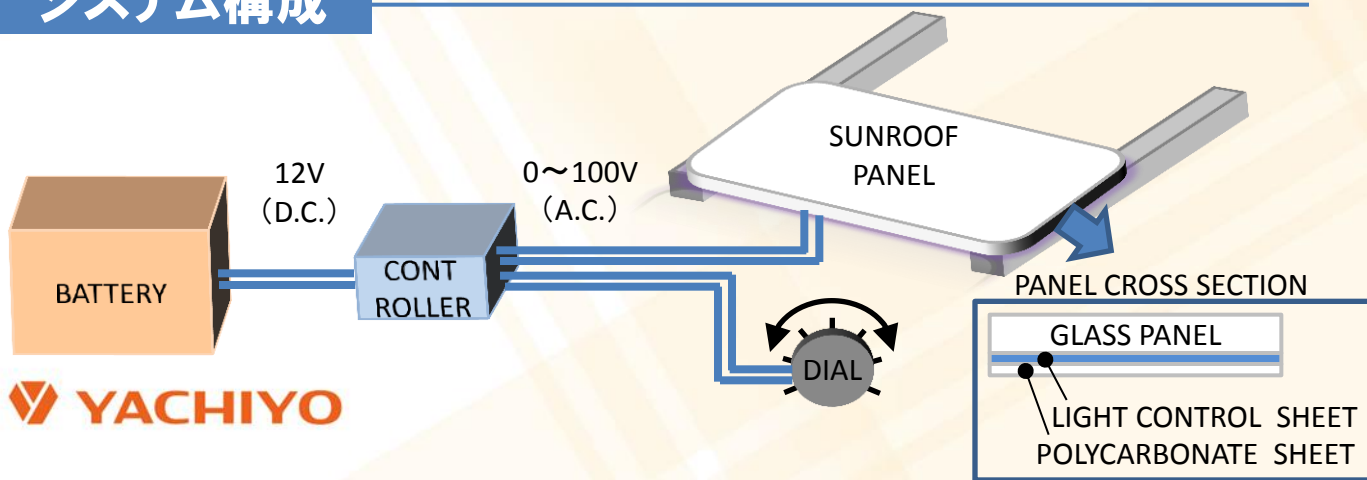 システム構成
SUNROOF
PANEL
12V
（D.C.）
0～100V
（A.C.）
BATTERY
CONT
ROLLER
DIAL
PANEL CROSS SECTION
GLASS PANEL
LIGHT CONTROL SHEET
POLYCARBONATE SHEET
YACHIYO